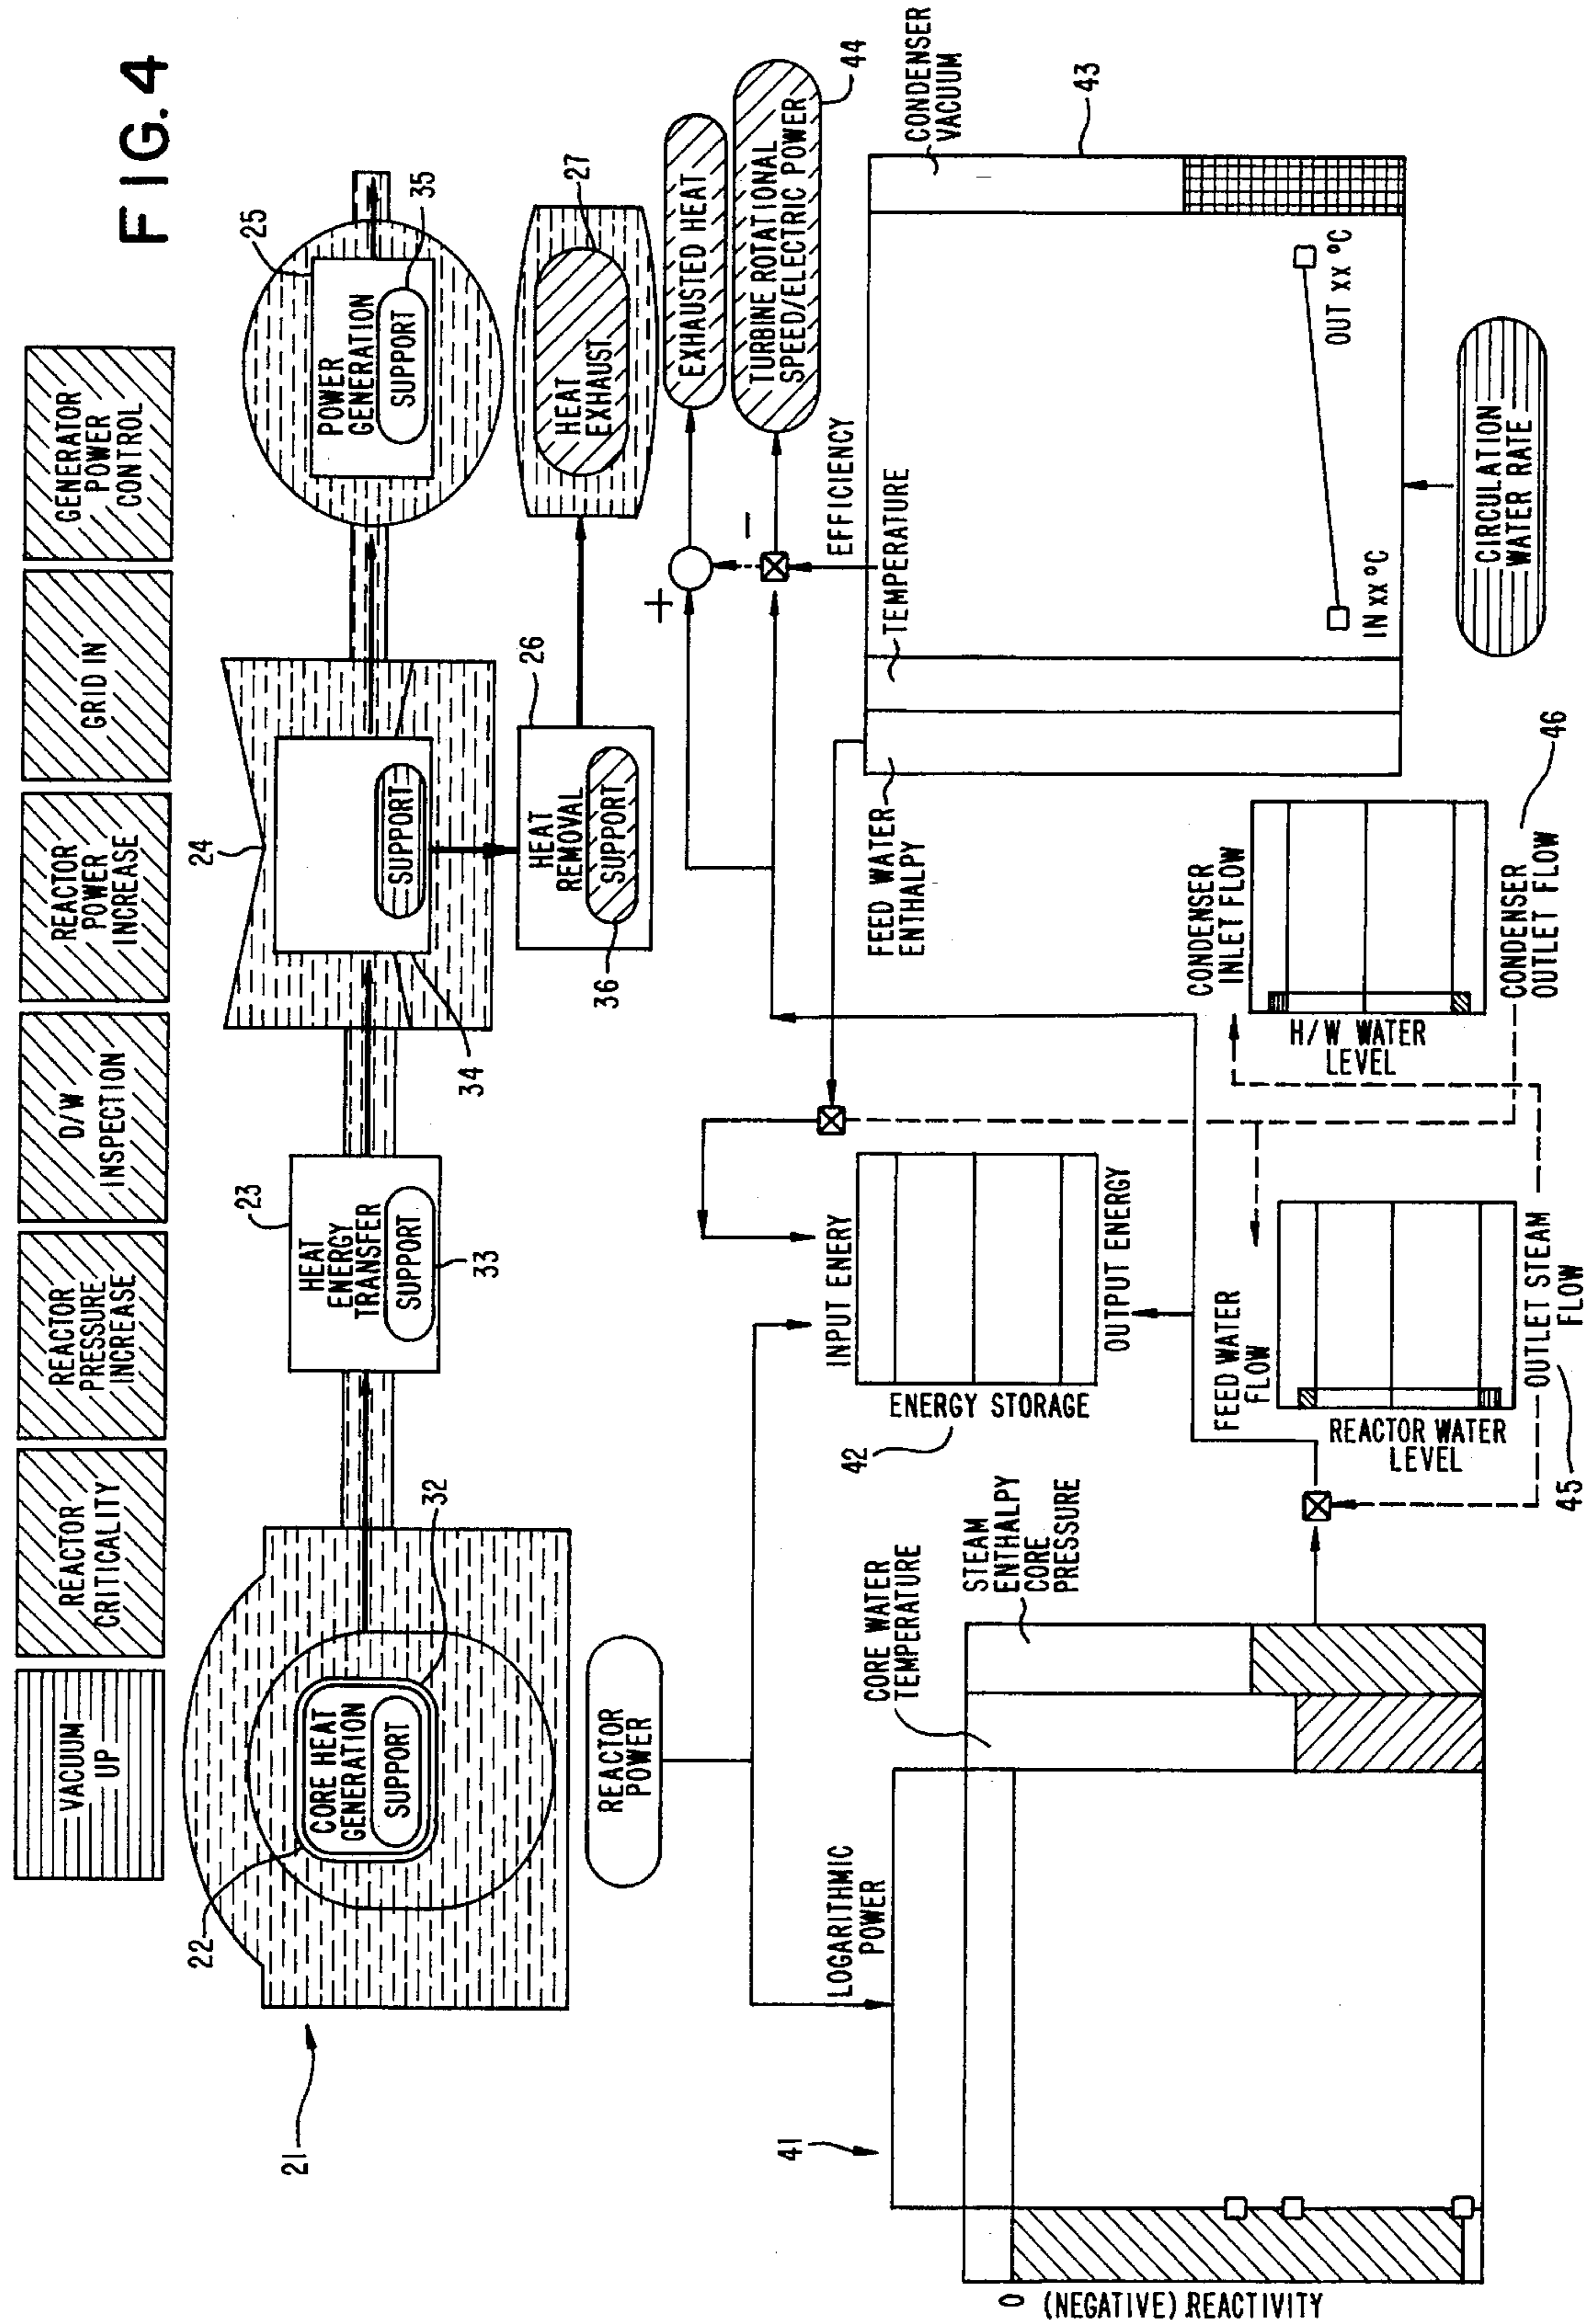 FIG. 4
VACUUM
UP
REACTOR
CRITICALITY
REACTOR
PRESSURE
INCREASE
D/W
INSPECTION
REACTOR
POWER
INCREASE
GRID IN
GENERATOR
POWER
CONTROL
21
22
CORE HEAT
GENERATION
SUPPORT
32
23
HEAT
ENERGY
TRANSFER
SUPPORT
33
24
SUPPORT
34
25
POWER
GENERATION
SUPPORT
35
26
HEAT
REMOVAL
SUPPORT
36
HEAT
EXHAUST
27
REACTOR
POWER
+
−
EXHAUSTED HEAT
TURBINE ROTATIONAL
SPEED/ELECTRIC POWER
44
EFFICIENCY
41
LOGARITHMIC
POWER
CORE WATER
TEMPERATURE
STEAM
ENTHALPY
CORE
PRESSURE
0
(NEGATIVE) REACTIVITY
INPUT ENERY
OUTPUT ENERGY
ENERGY STORAGE
42
FEED WATER
ENTHALPY
TEMPERATURE
CONDENSER
VACUUM
43
IN xx °C
OUT xx °C
CIRCULATION
WATER RATE
FEED WATER
FLOW
REACTOR WATER
LEVEL
OUTLET STEAM
FLOW
45
CONDENSER
INLET FLOW
H/W WATER
LEVEL
CONDENSER
OUTLET FLOW
46